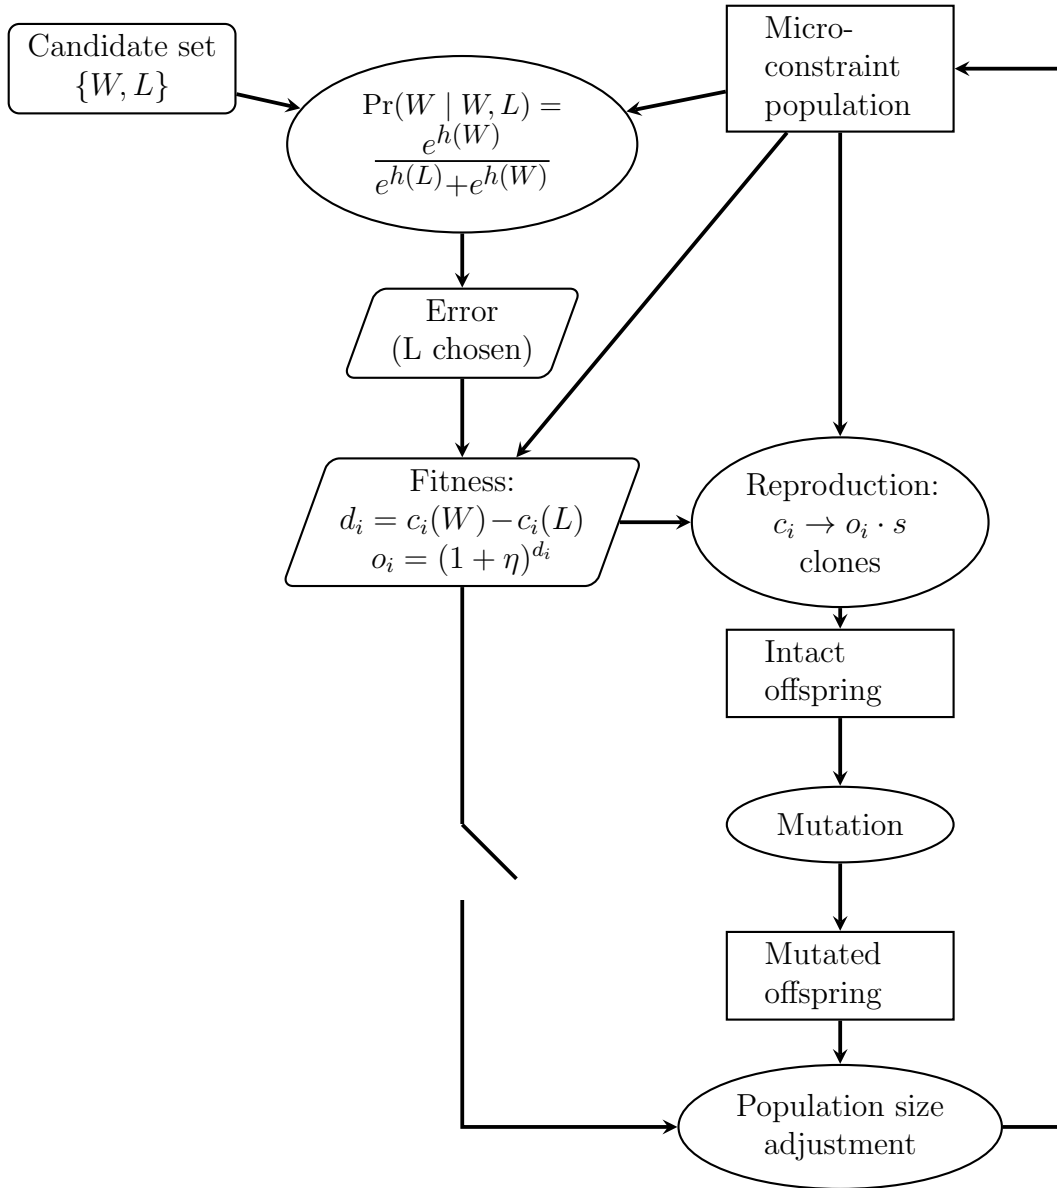 Candidate set
{W, L}
Pr(W | W, L) =
e^{h(W)}
e^{h(L)}+e^{h(W)}
Micro-
constraint
population
Error
(L chosen)
Fitness:
d_i = c_i(W) − c_i(L)
o_i = (1 + η)^{d_i}
Reproduction:
c_i → o_i · s
clones
Intact
offspring
Mutation
Mutated
offspring
Population size
adjustment